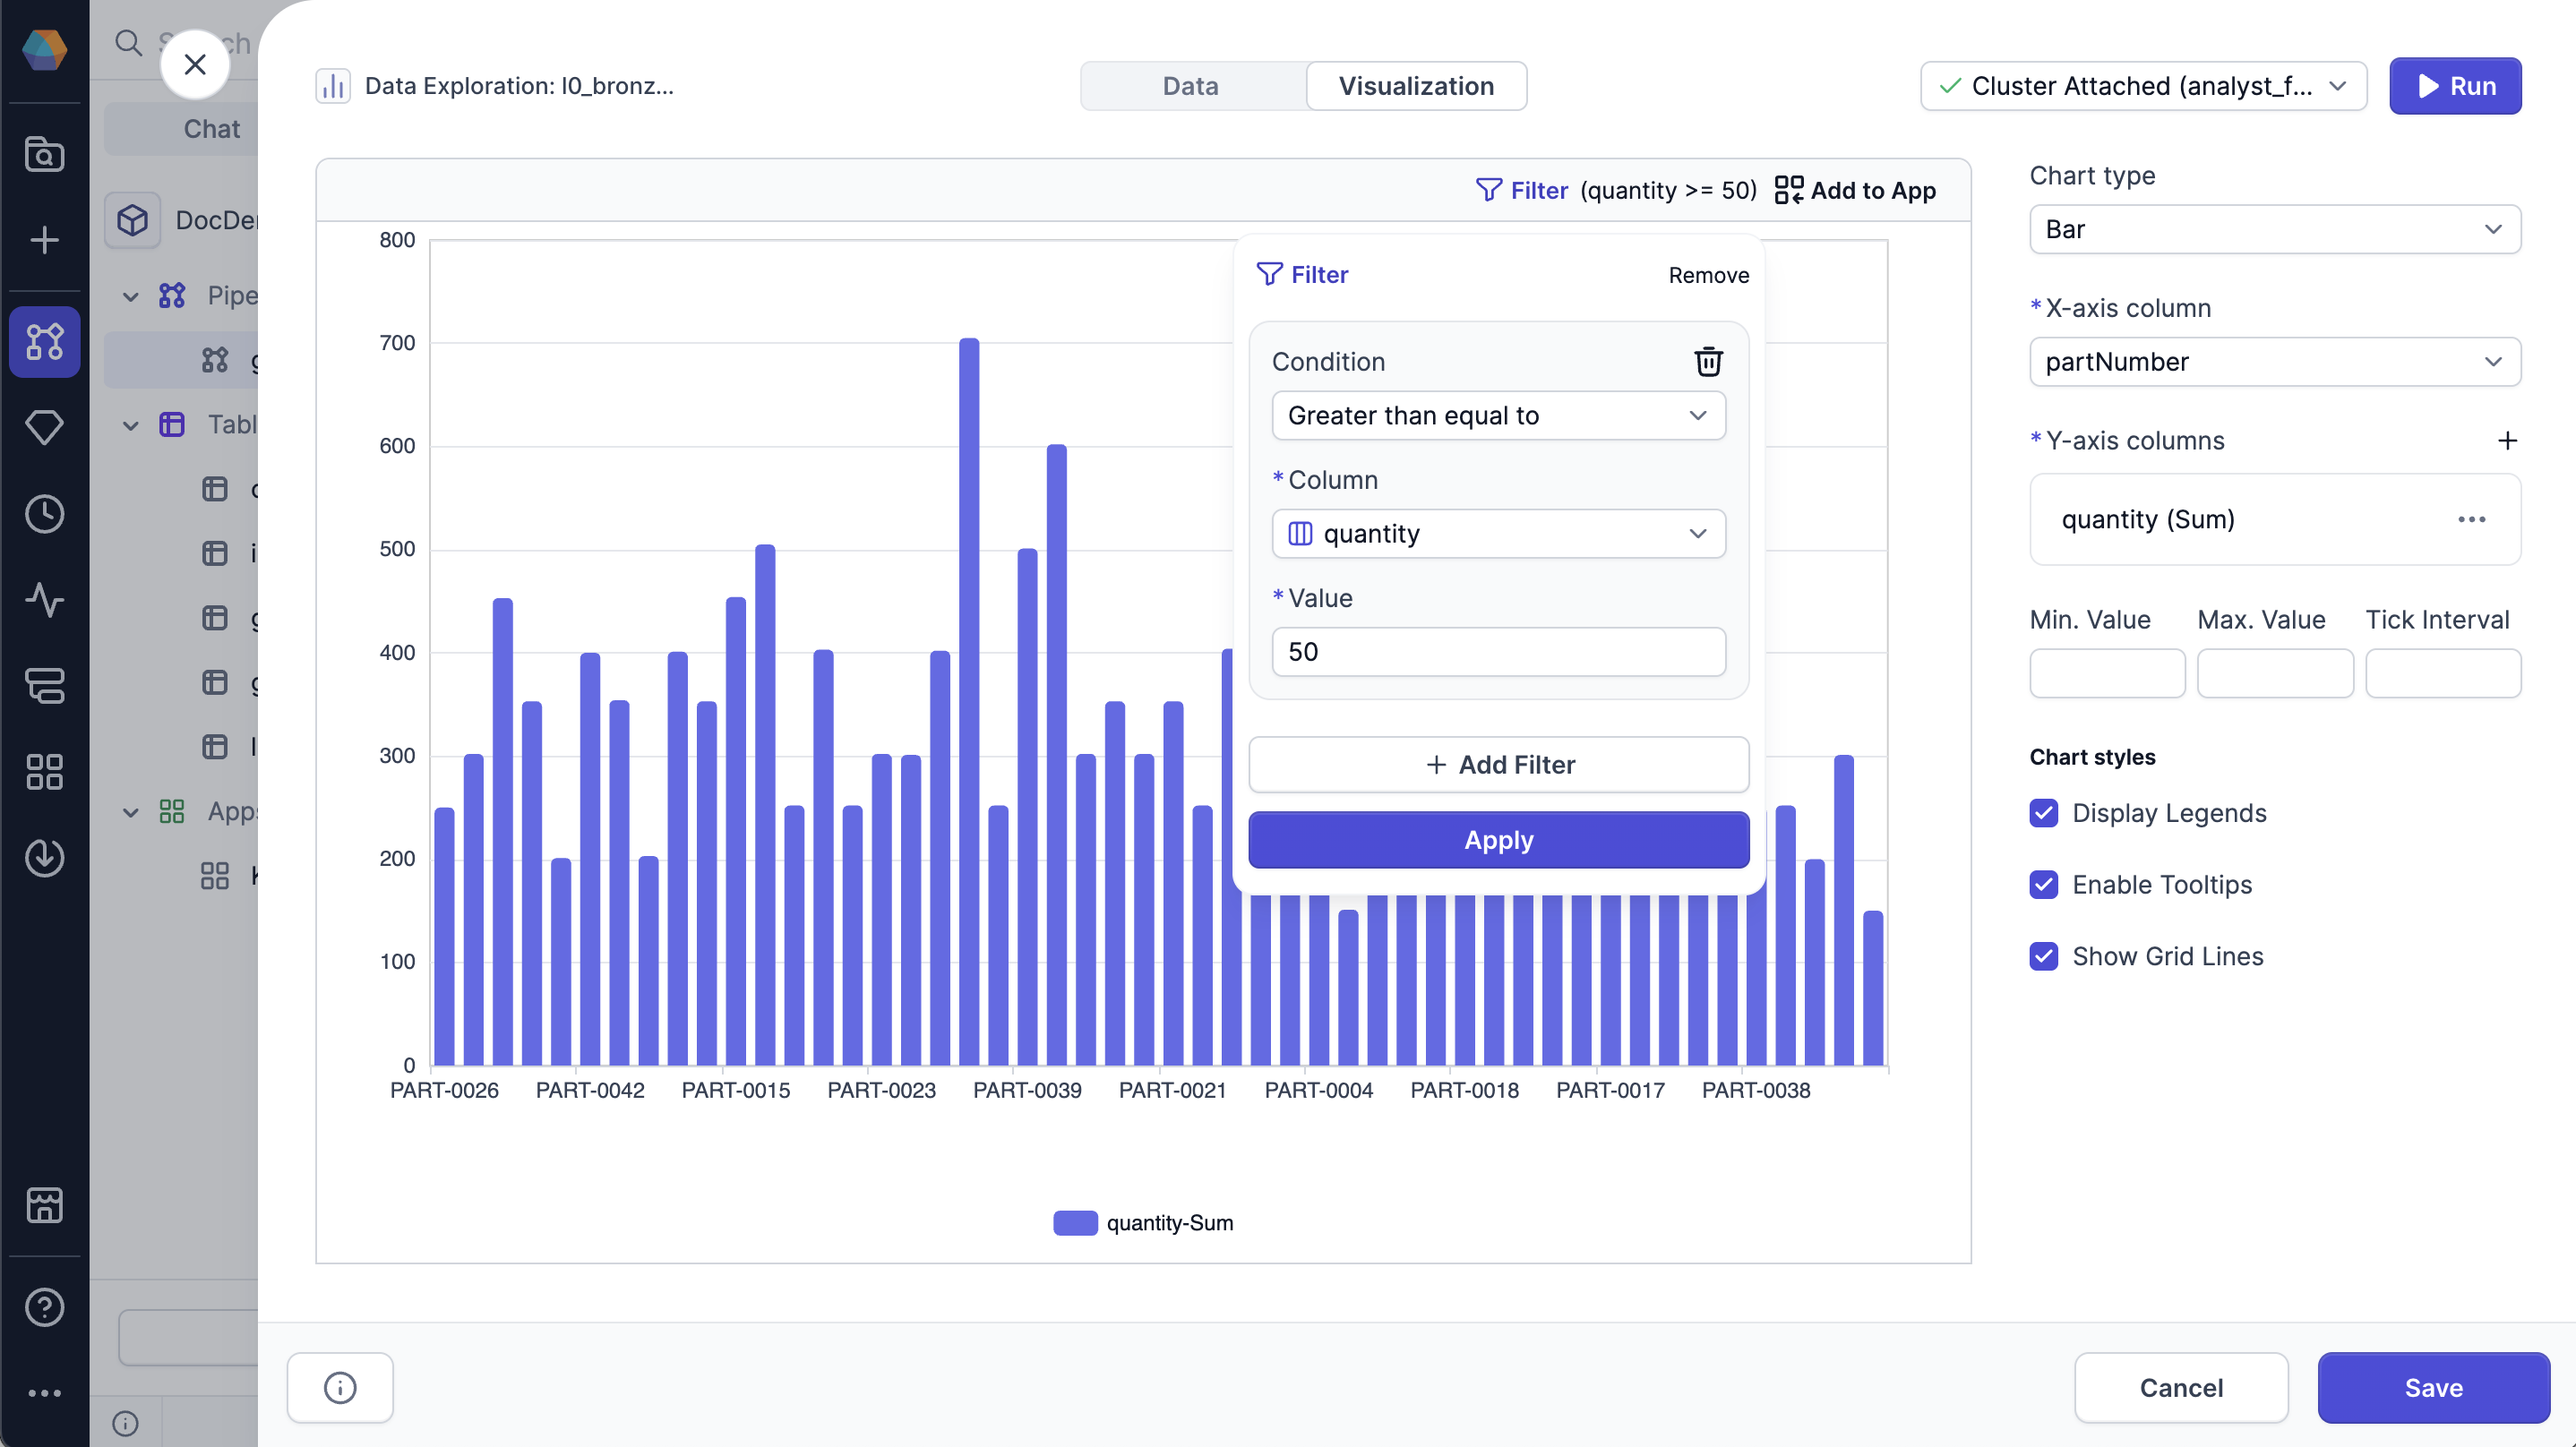 Data Exploration: l0_bronz...
Data
Visualization
Cluster Attached (analyst_f...
Run
Chat
DocDe
Pipe
Tabl
Apps
Filter (quantity >= 50)
Add to App
800
700
600
500
400
300
200
100
0
PART-0026
PART-0042
PART-0015
PART-0023
PART-0039
PART-0021
PART-0004
PART-0018
PART-0017
PART-0038
quantity-Sum
Filter
Remove
Condition
Greater than equal to
* Column
quantity
* Value
50
+ Add Filter
Apply
Chart type
Bar
* X-axis column
partNumber
* Y-axis columns
quantity (Sum)
Min. Value
Max. Value
Tick Interval
Chart styles
Display Legends
Enable Tooltips
Show Grid Lines
Cancel
Save